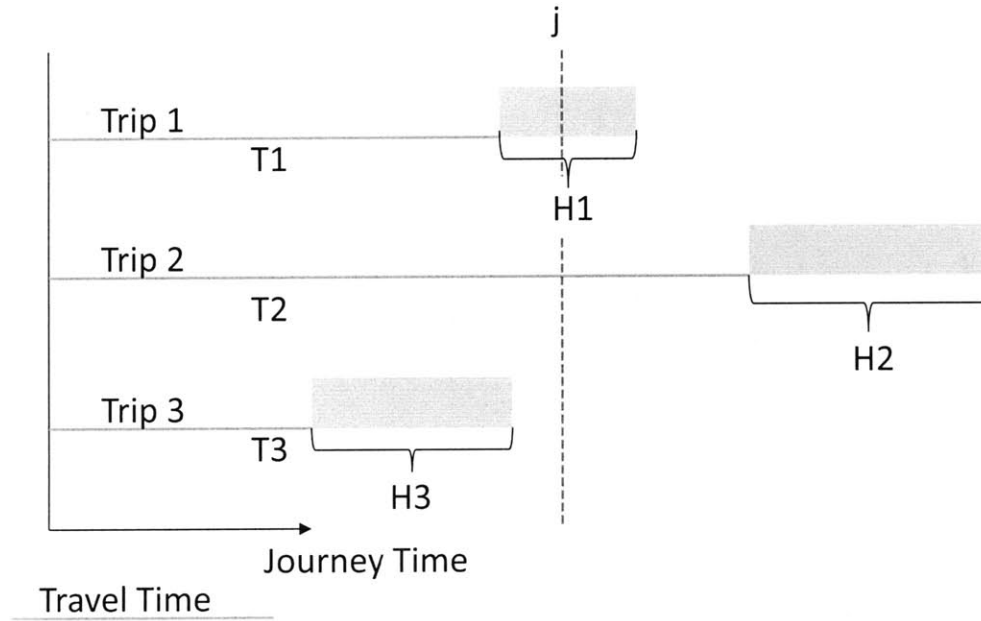 j
Trip 1
T1
H1
Trip 2
T2
H2
Trip 3
T3
H3
Journey Time
Travel Time